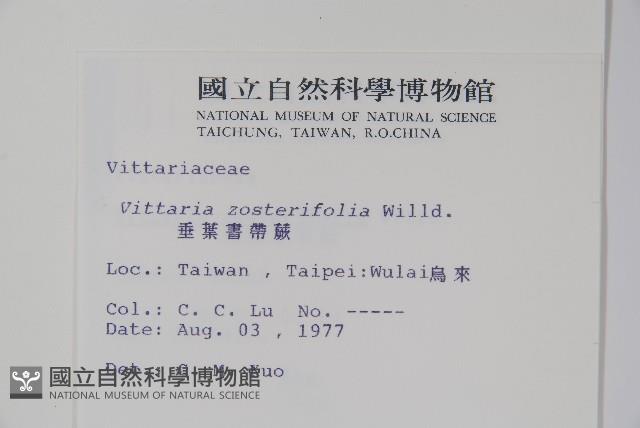 國立自然科學博物館
NATIONAL MUSEUM OF NATURAL SCIENCE
TAICHUNG, TAIWAN, R.O.CHINA
Vittariaceae
Vittaria zosterifolia Willd.
垂葉書帶蕨
Loc.: Taiwan , Taipei:Wulai烏來
Col.: C. C. Lu No. -----
Date: Aug. 03 , 1977
Det.: C. M. Kuo
國立自然科學博物館
NATIONAL MUSEUM OF NATURAL SCIENCE